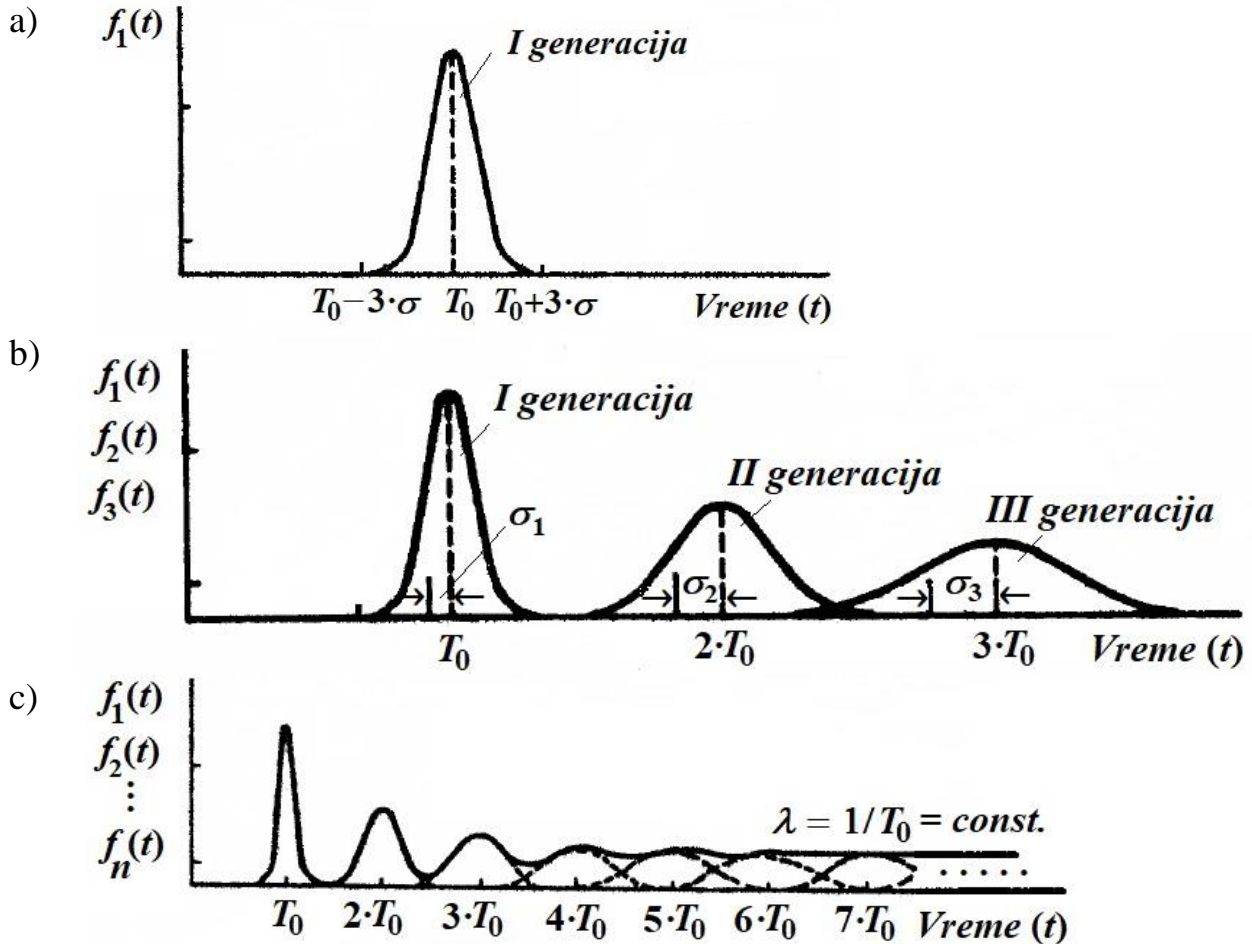 a)
f₁(t)
I generacija
T₀−3·σ T₀ T₀+3·σ
Vreme (t)
b)
f₁(t)
f₂(t)
f₃(t)
I generacija
II generacija
III generacija
σ₁
σ₂
σ₃
T₀ 2·T₀ 3·T₀ Vreme (t)
c)
f₁(t)
f₂(t)
⋮
fₙ(t)
λ = 1/T₀ = const.
· · · · ·
T₀ 2·T₀ 3·T₀ 4·T₀ 5·T₀ 6·T₀ 7·T₀ Vreme (t)